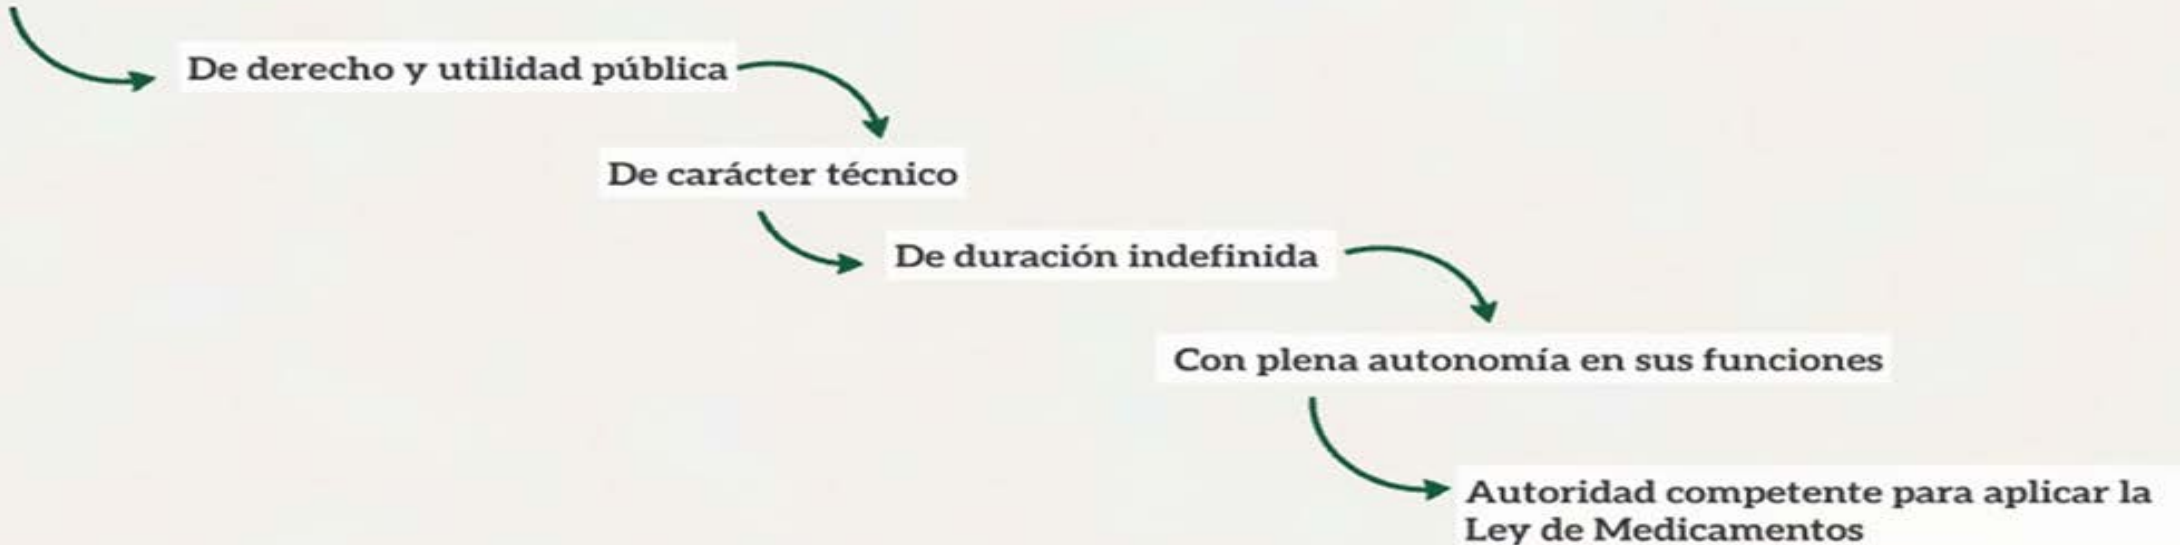 De derecho y utilidad pública
De carácter técnico
De duración indefinida
Con plena autonomía en sus funciones
Autoridad competente para aplicar la
Ley de Medicamentos